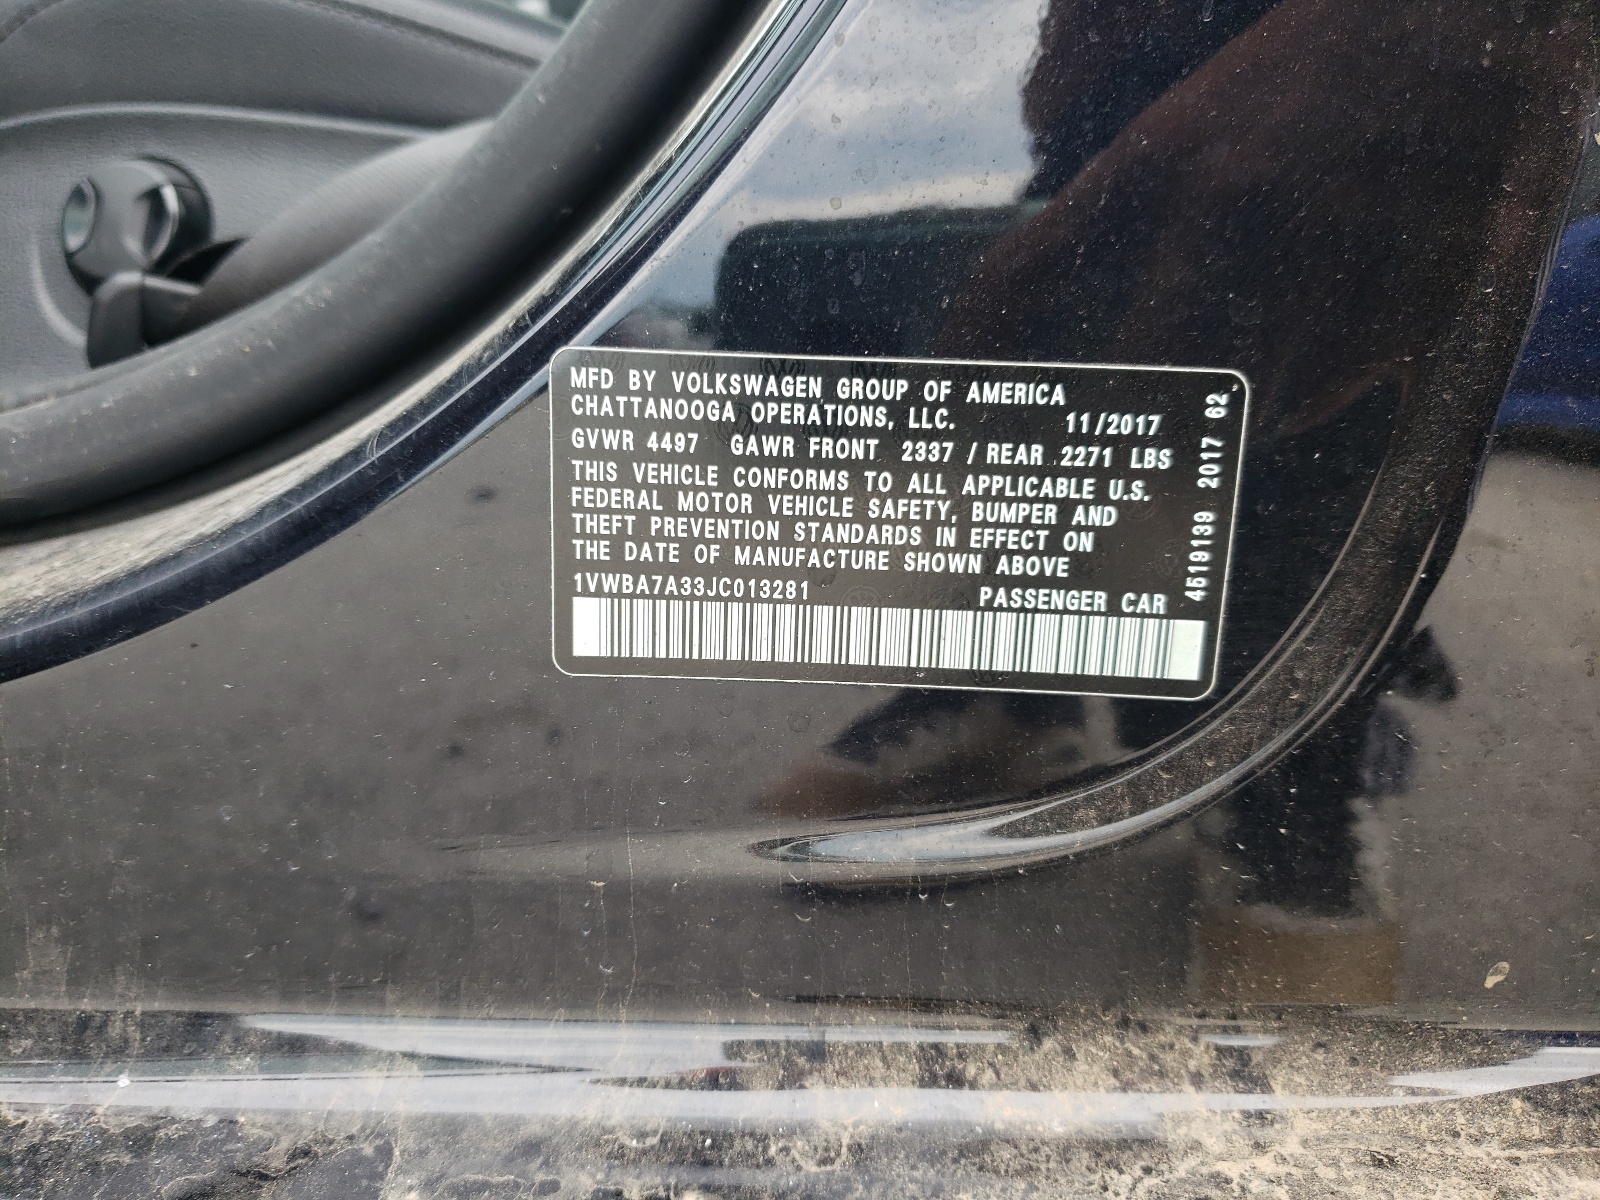 MFD BY VOLKSWAGEN GROUP OF AMERICA
CHATTANOOGA OPERATIONS, LLC. 11/2017
GVWR 4497 GAWR FRONT 2337 / REAR 2271 LBS
THIS VEHICLE CONFORMS TO ALL APPLICABLE U.S.
FEDERAL MOTOR VEHICLE SAFETY, BUMPER AND
THEFT PREVENTION STANDARDS IN EFFECT ON
THE DATE OF MANUFACTURE SHOWN ABOVE
1VWBA7A33JC013281 PASSENGER CAR
4619139 2017 62